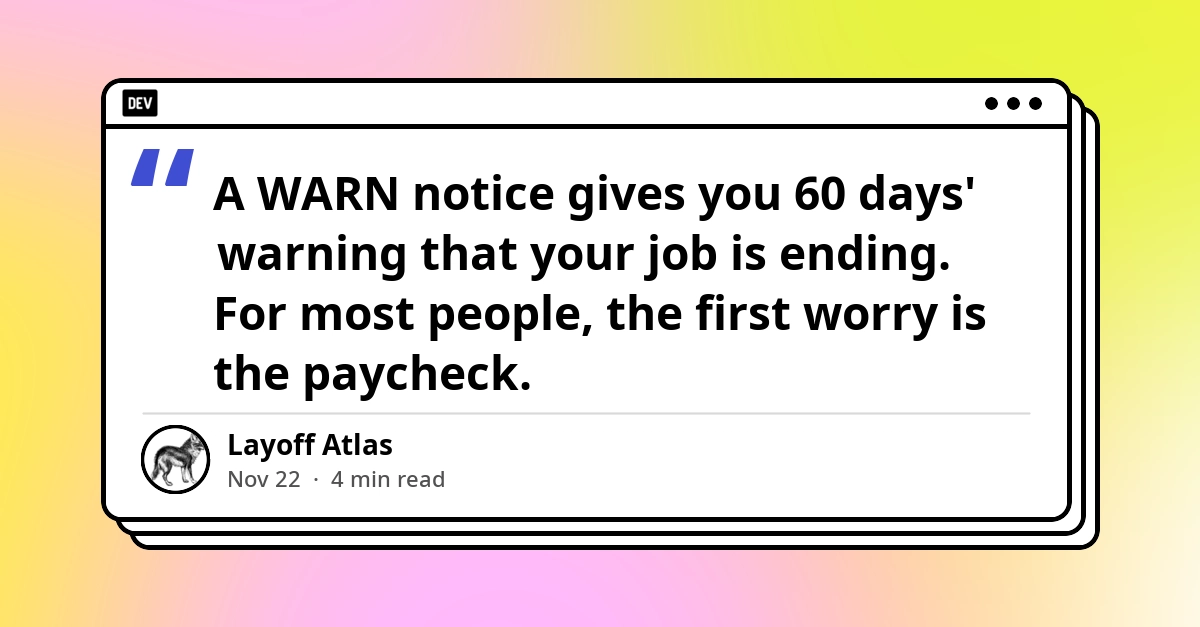 DEV
“ A WARN notice gives you 60 days'
warning that your job is ending.
For most people, the first worry is
the paycheck.
Layoff Atlas
Nov 22 · 4 min read